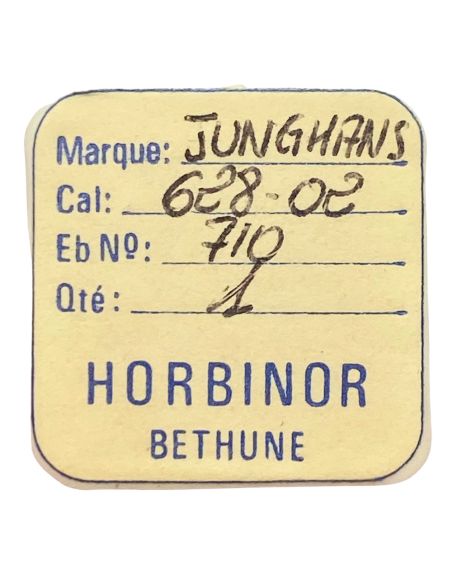 Marque: JUNGHANS
Cal: 628-02
Eb Nº: 710
Qté: 1
HORBINOR
BETHUNE